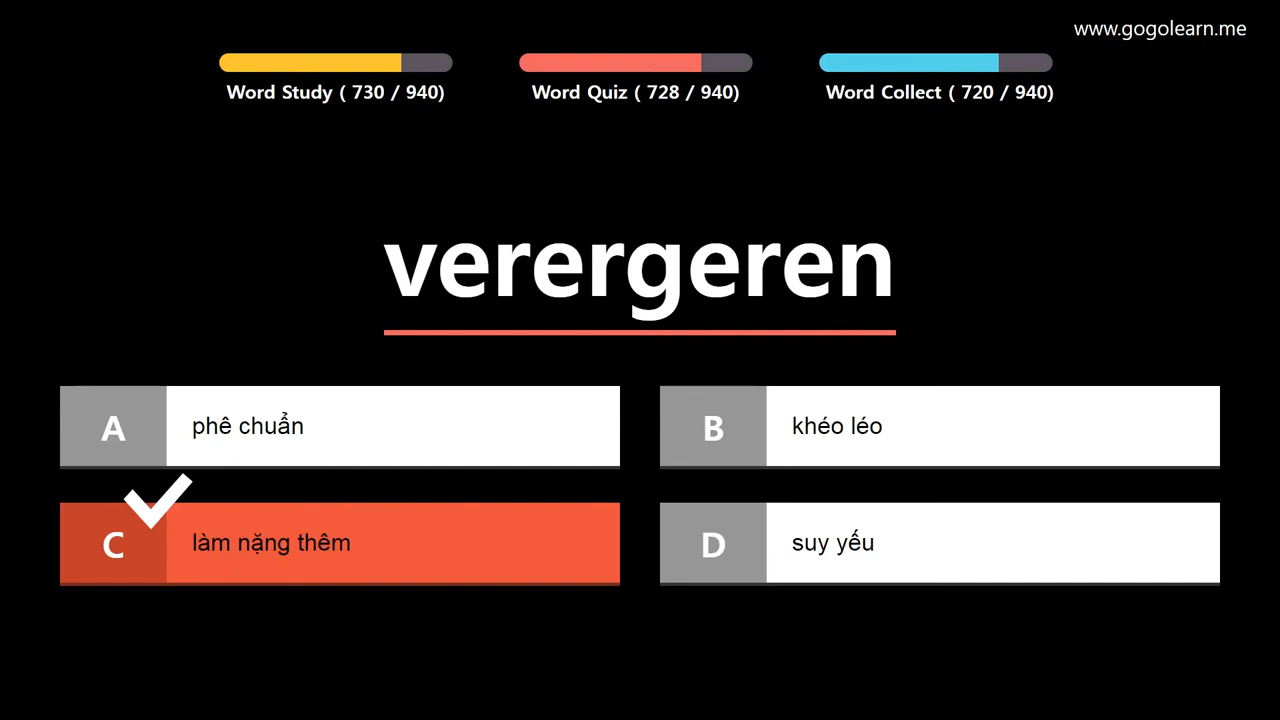 www.gogolearn.me
Word Study ( 730 / 940)
Word Quiz ( 728 / 940)
Word Collect ( 720 / 940)
verergeren
A
phê chuẩn
B
khéo léo
C
làm nặng thêm
D
suy yếu